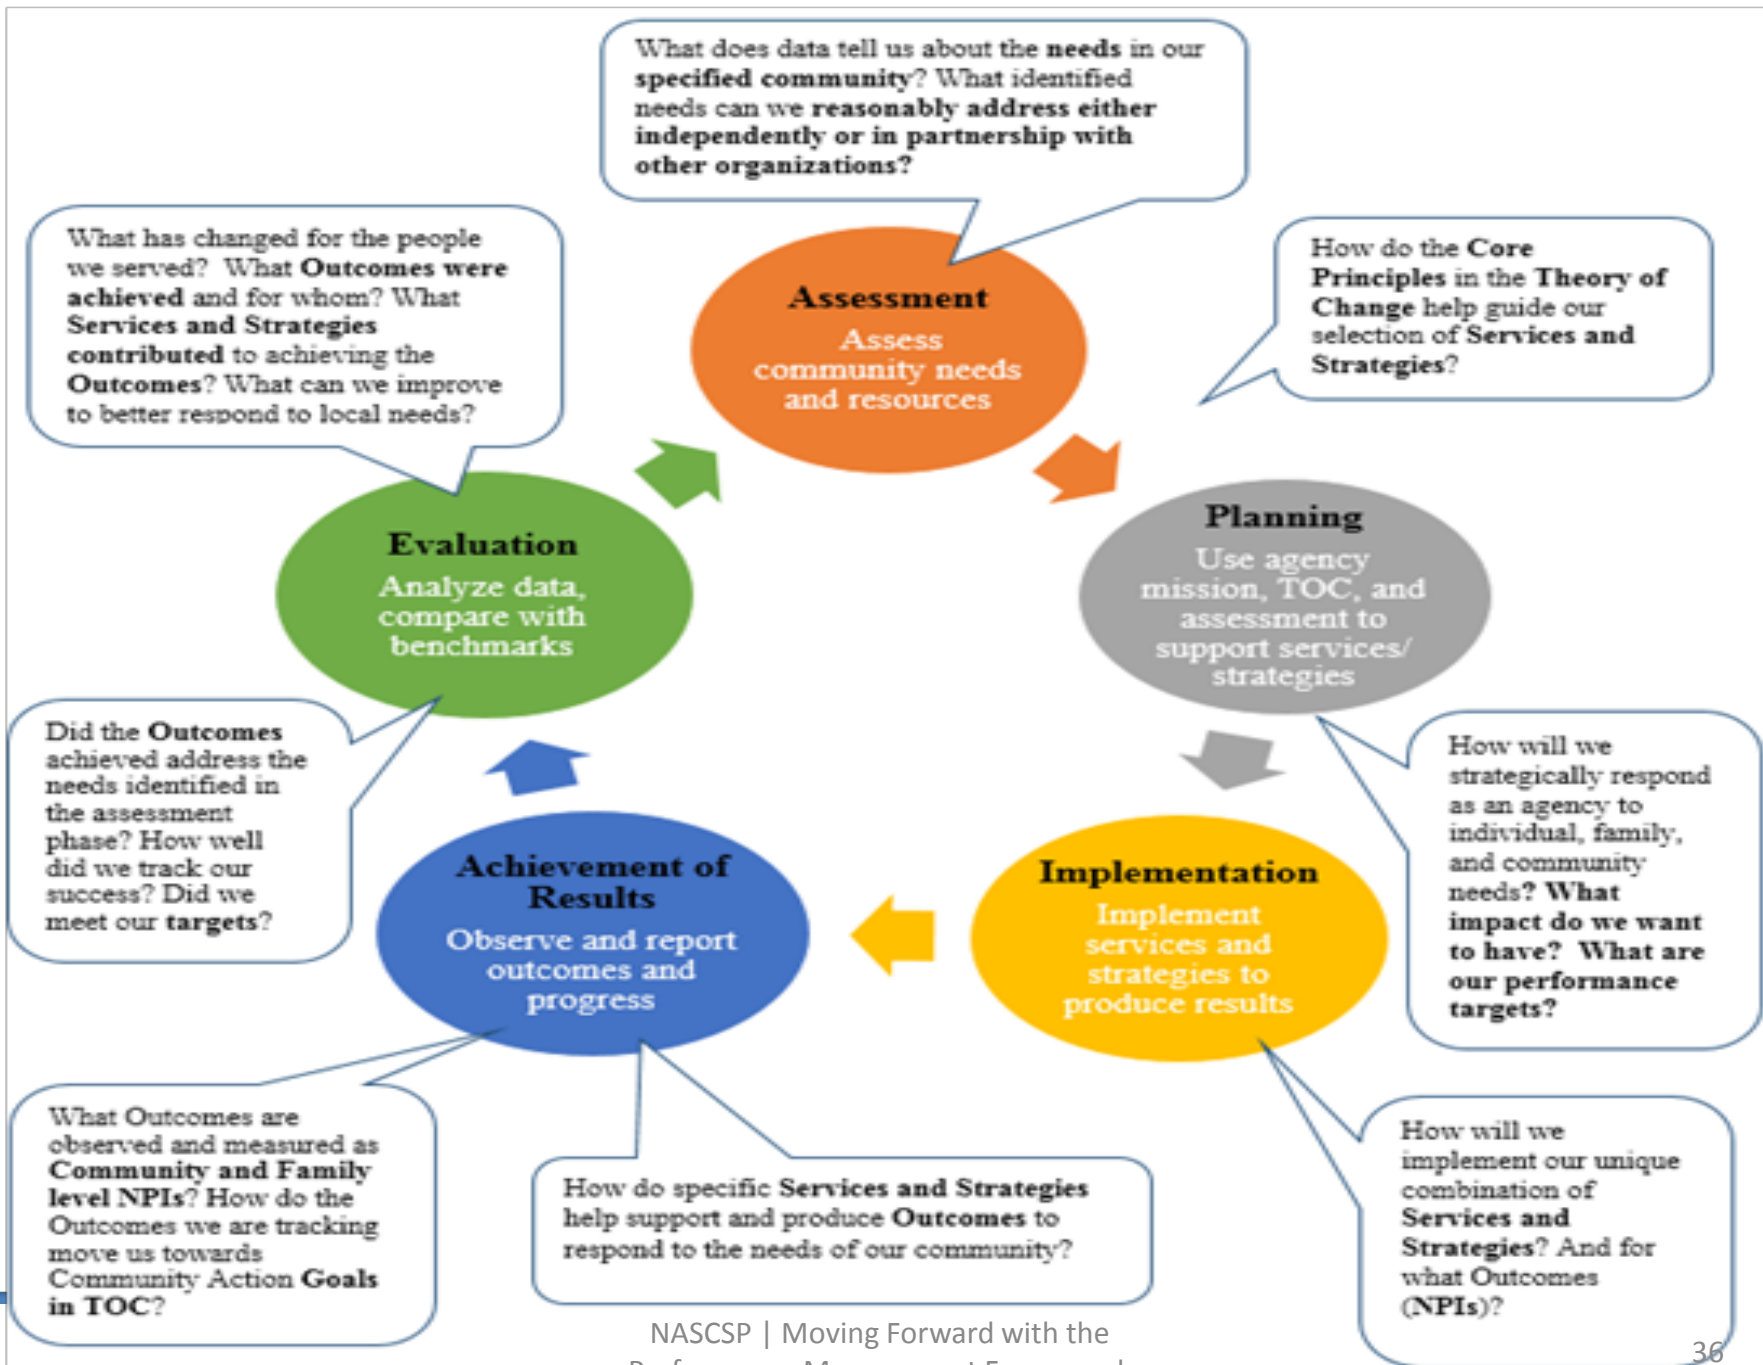 What does data tell us about the needs in our
specified community? What identified
needs can we reasonably address either
independently or in partnership with
other organizations?
What has changed for the people
we served? What Outcomes were
achieved and for whom? What
Services and Strategies
contributed to achieving the
Outcomes? What can we improve
to better respond to local needs?
Assessment
Assess
community needs
and resources
How do the Core
Principles in the Theory of
Change help guide our
selection of Services and
Strategies?
Evaluation
Analyze data,
compare with
benchmarks
Planning
Use agency
mission, TOC, and
assessment to
support services/
strategies
Did the Outcomes
achieved address the
needs identified in
the assessment
phase? How well
did we track our
success? Did we
meet our targets?
How will we
strategically respond
as an agency to
individual, family,
and community
needs? What
impact do we want
to have? What are
our performance
targets?
Achievement of
Results
Observe and report
outcomes and
progress
Implementation
Implement
services and
strategies to
produce results
What Outcomes are
observed and measured as
Community and Family
level NPIs? How do the
Outcomes we are tracking
move us towards
Community Action Goals
in TOC?
How do specific Services and Strategies
help support and produce Outcomes to
respond to the needs of our community?
How will we
implement our unique
combination of
Services and
Strategies? And for
what Outcomes
(NPIs)?
NASCSP | Moving Forward with the
36